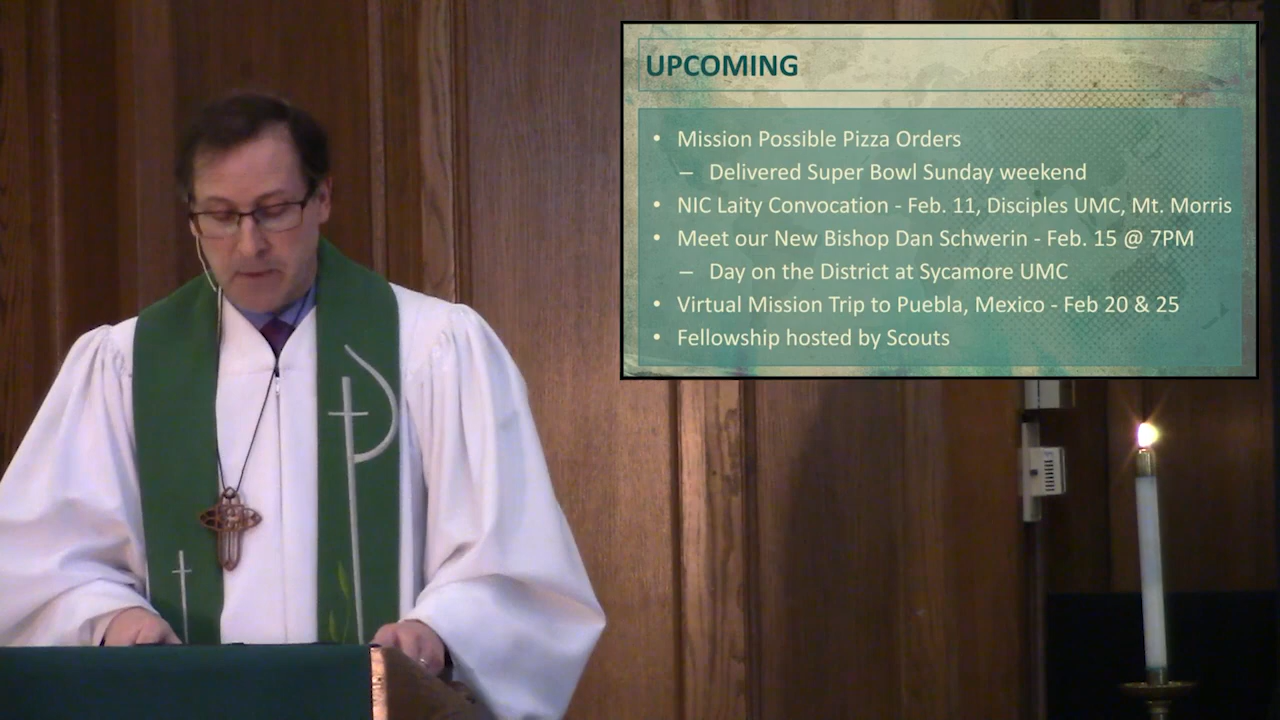 UPCOMING
• Mission Possible Pizza Orders
– Delivered Super Bowl Sunday weekend
• NIC Laity Convocation - Feb. 11, Disciples UMC, Mt. Morris
• Meet our New Bishop Dan Schwerin - Feb. 15 @ 7PM
– Day on the District at Sycamore UMC
• Virtual Mission Trip to Puebla, Mexico - Feb 20 & 25
• Fellowship hosted by Scouts